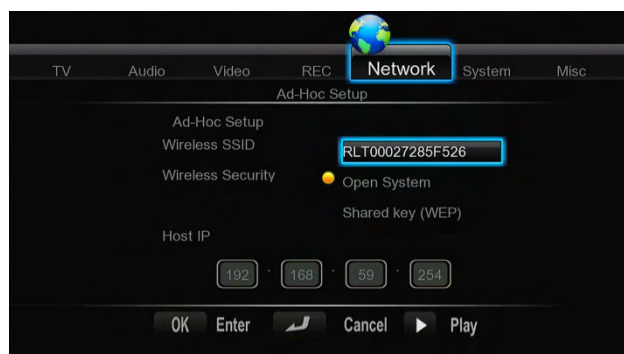 TV Audio Video REC Network System Misc
Ad-Hoc Setup
Ad-Hoc Setup
Wireless SSID RLT00027285F526
Wireless Security Open System
Shared key (WEP)
Host IP
192 . 168 . 59 . 254
OK Enter Cancel Play